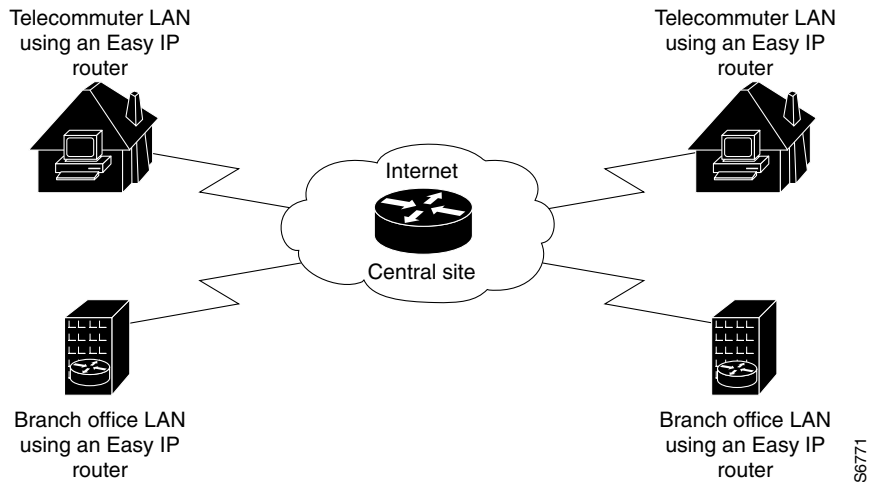 Telecommuter LAN
using an Easy IP
router
Telecommuter LAN
using an Easy IP
router
Internet
Central site
Branch office LAN
using an Easy IP
router
Branch office LAN
using an Easy IP
router
S6771